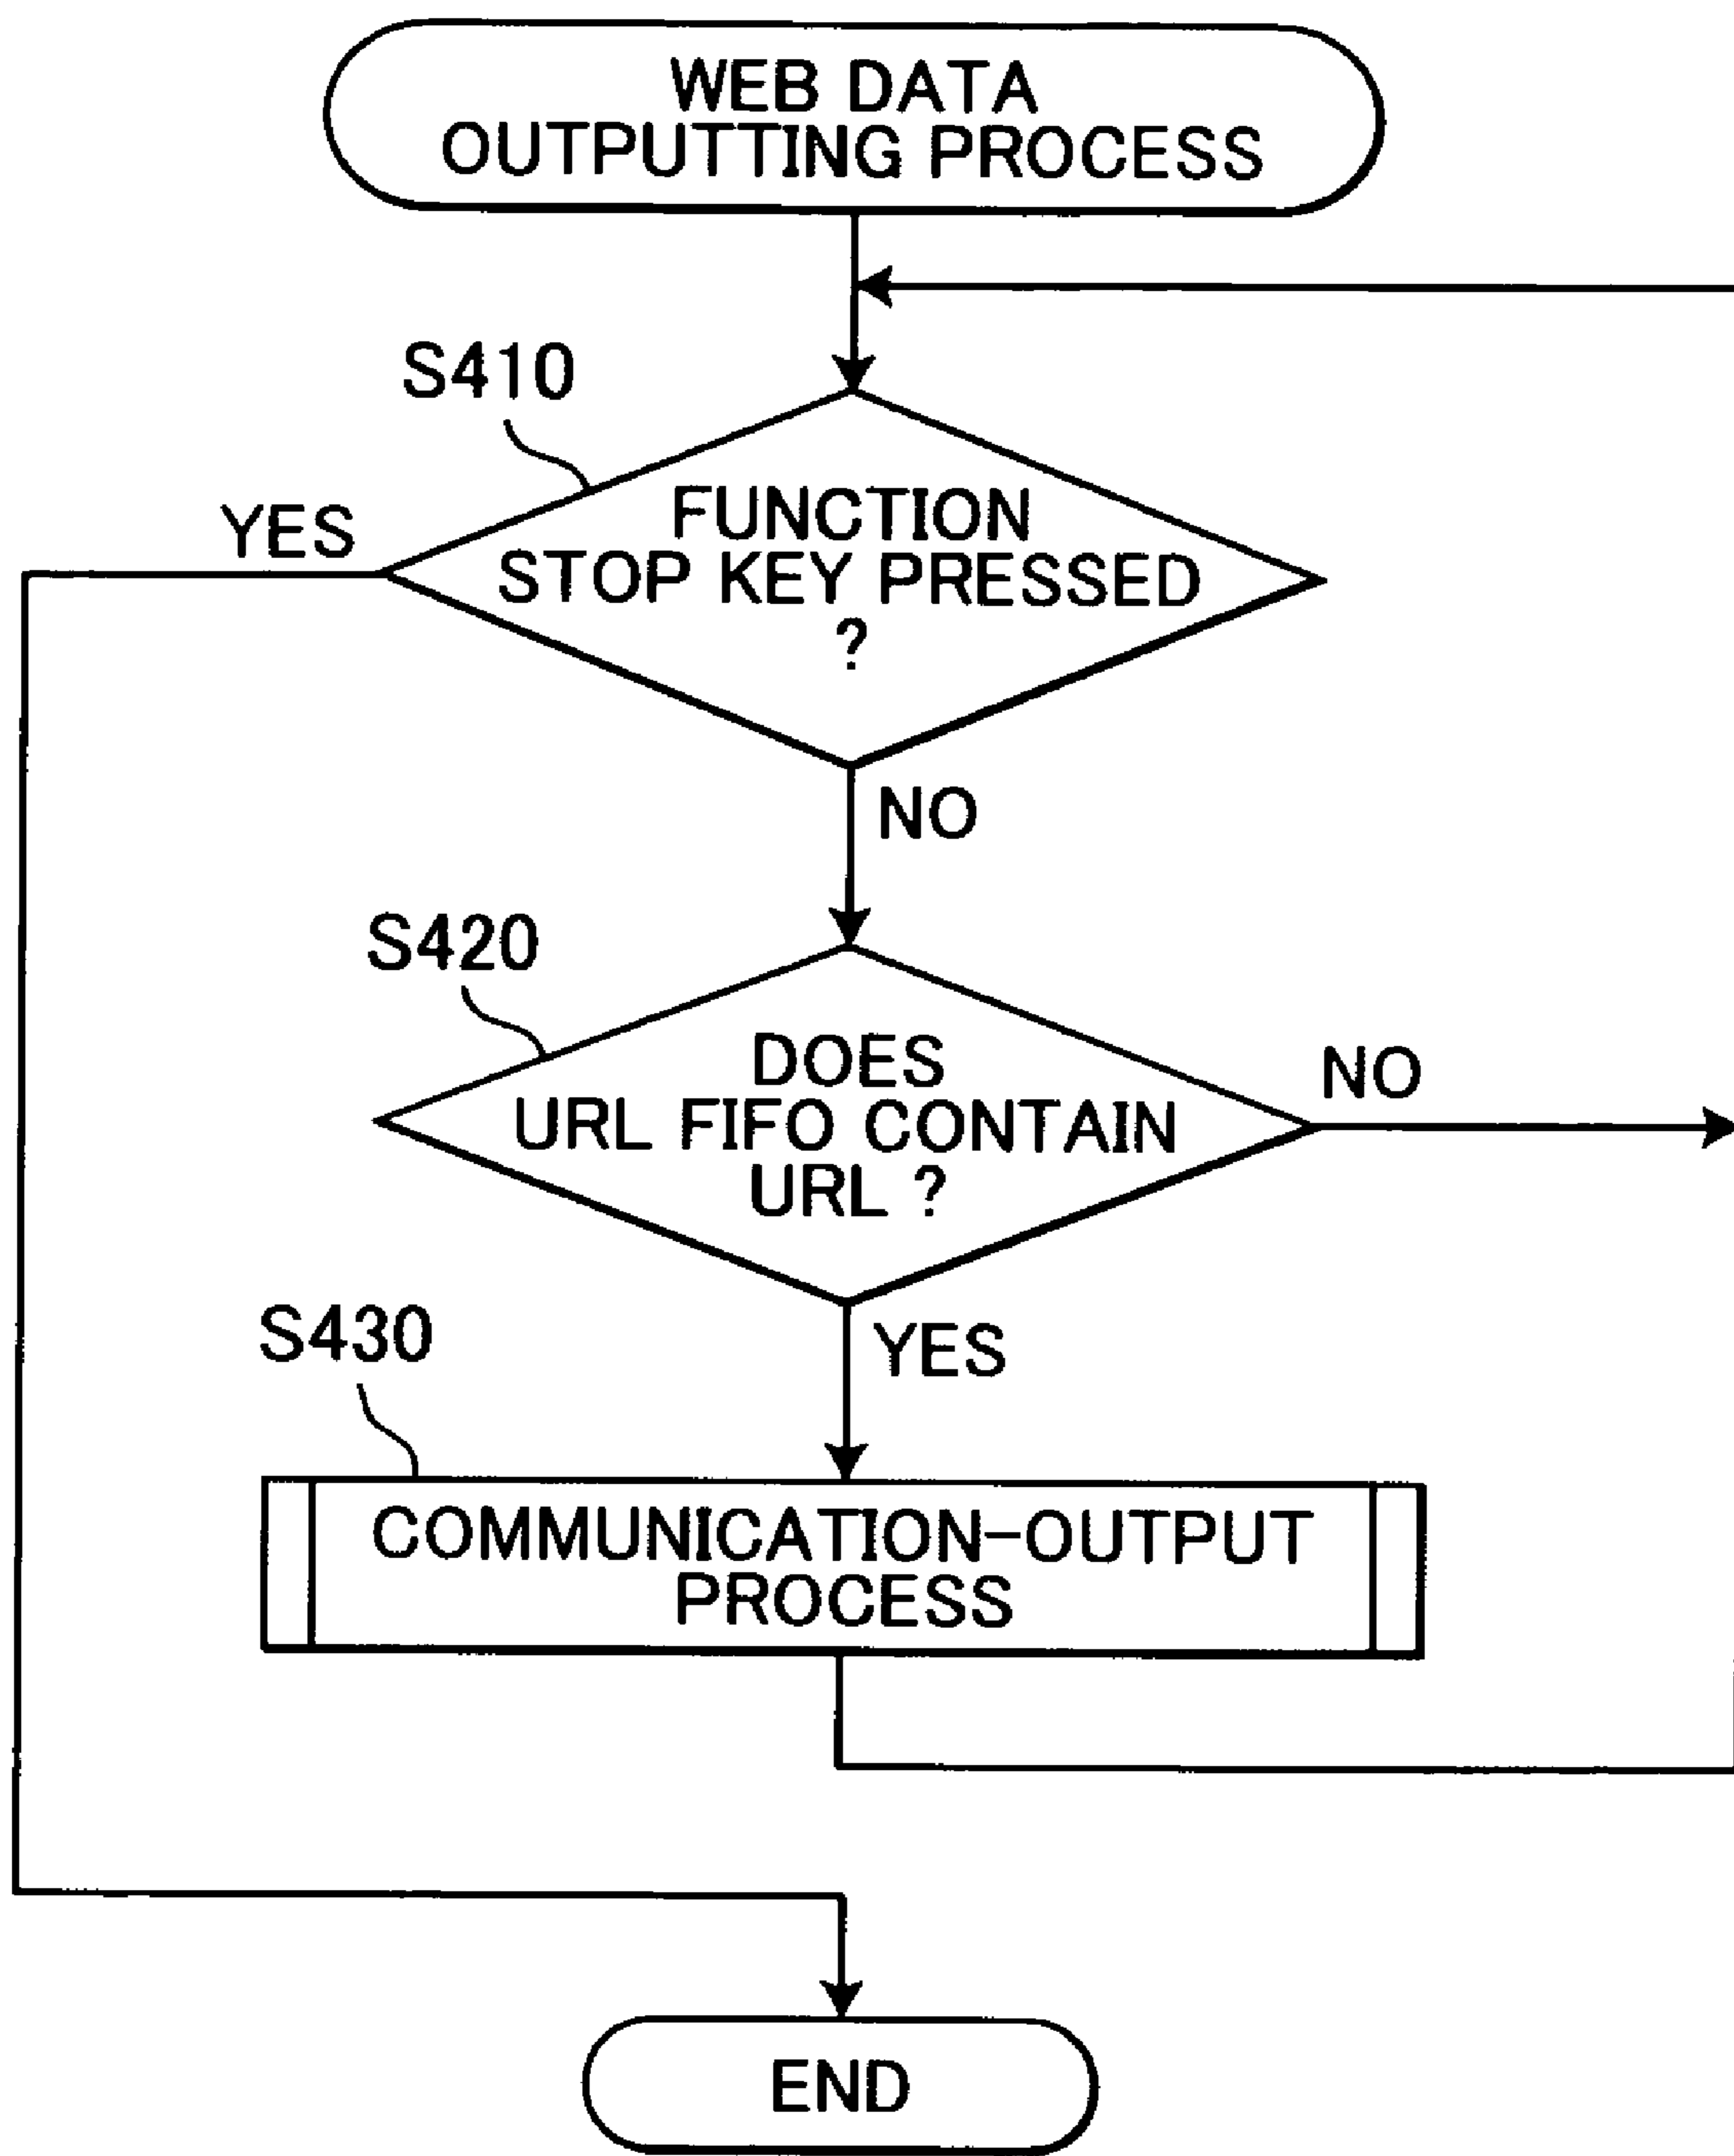 WEB DATA
OUTPUTTING PROCESS
S410
YES
FUNCTION
STOP KEY PRESSED
?
NO
S420
DOES
URL FIFO CONTAIN
URL ?
NO
YES
S430
COMMUNICATION-OUTPUT
PROCESS
END